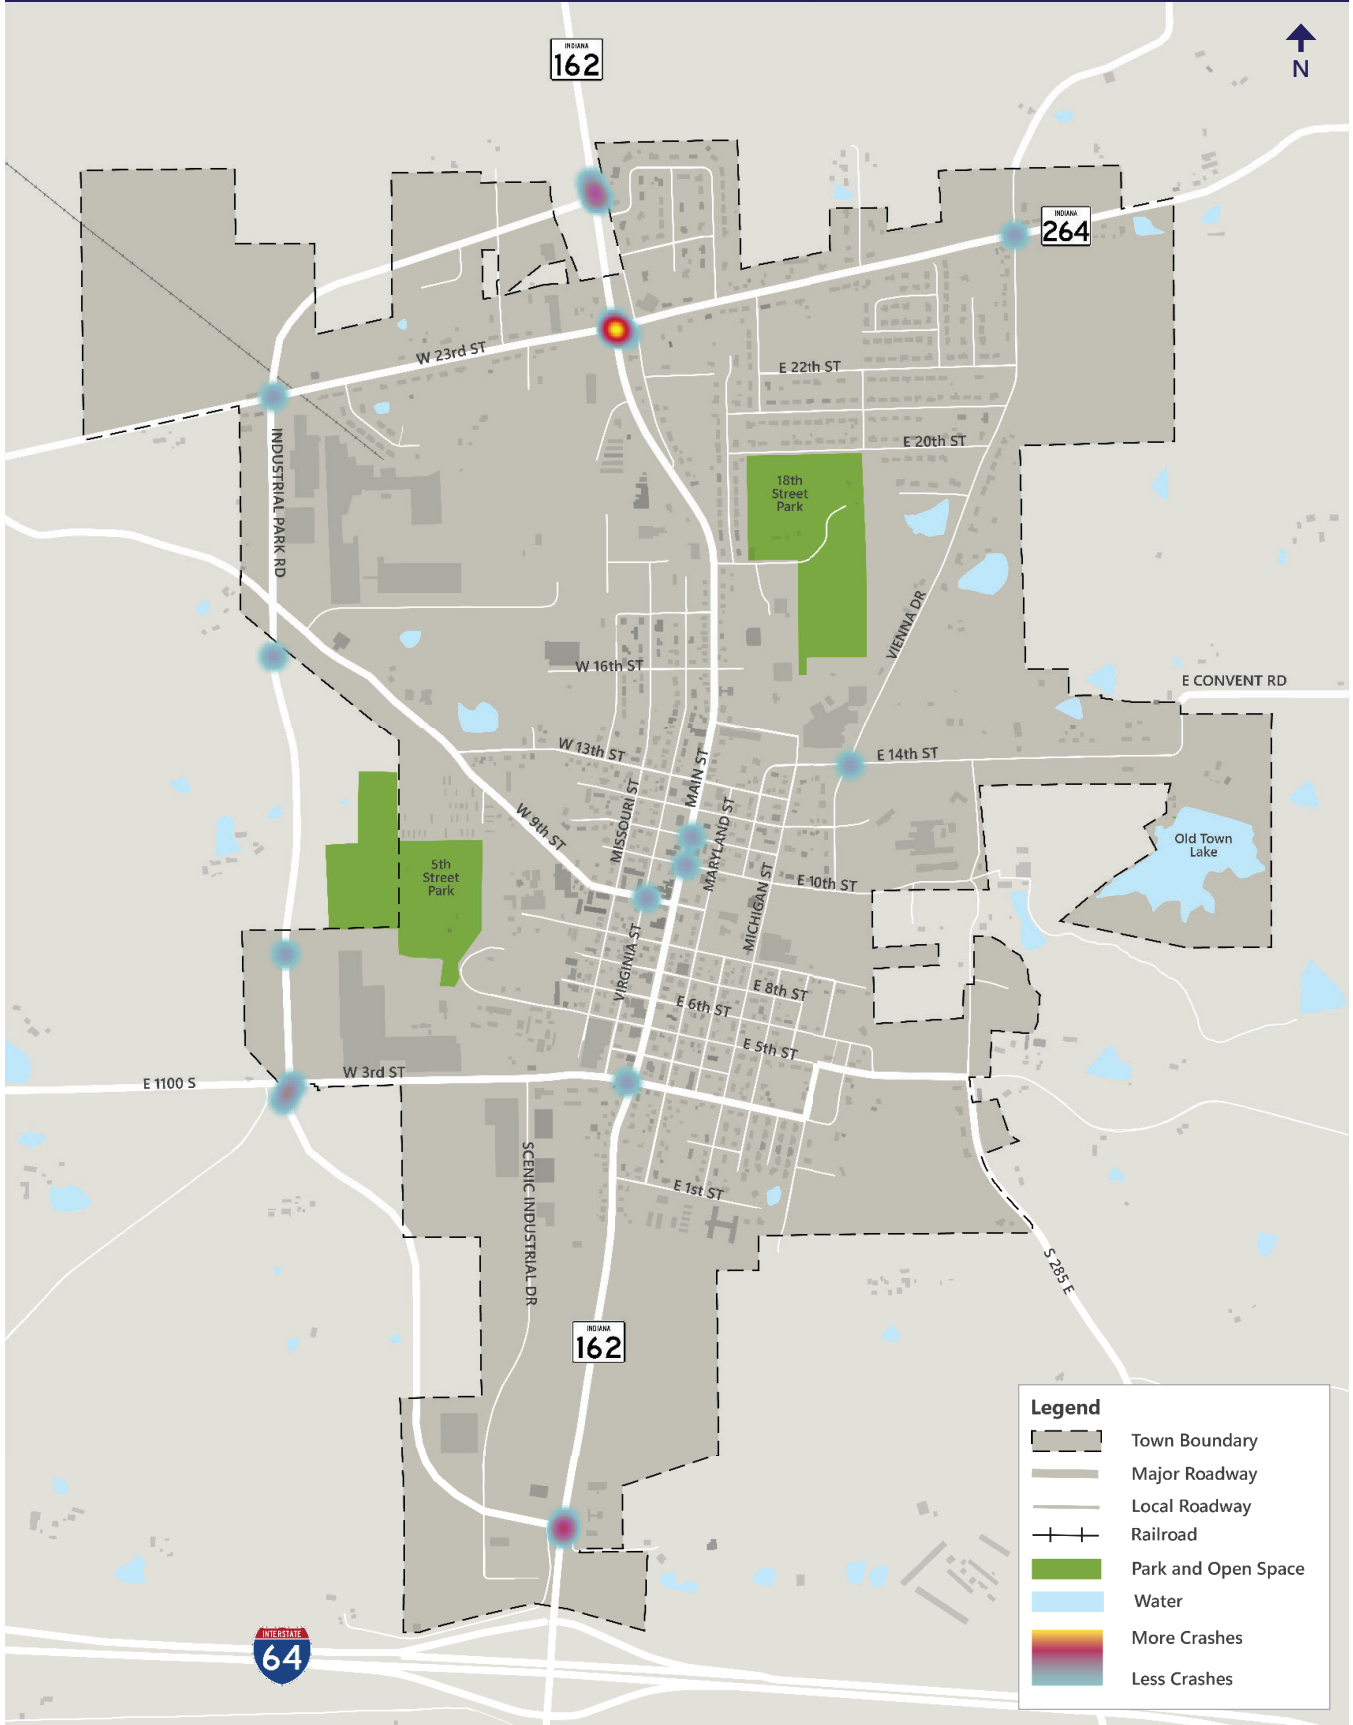 INDIANA
162
N
INDIANA
264
W 23rd ST
E 22th ST
E 20th ST
INDUSTRIAL PARK RD
18th
Street
Park
VIENNA DR
W 16th ST
E CONVENT RD
W 13th ST
E 14th ST
MAIN ST
MISSOURI ST
MARYLAND ST
W 9th ST
Old Town
Lake
5th
Street
Park
E 10th ST
MICHIGAN ST
VIRGINIA ST
E 8th ST
E 6th ST
E 5th ST
W 3rd ST
E 1100 S
SCENIC INDUSTRIAL DR
E 1st ST
S 285 E
INDIANA
162
INTERSTATE
64
Legend
Town Boundary
Major Roadway
Local Roadway
Railroad
Park and Open Space
Water
More Crashes
Less Crashes